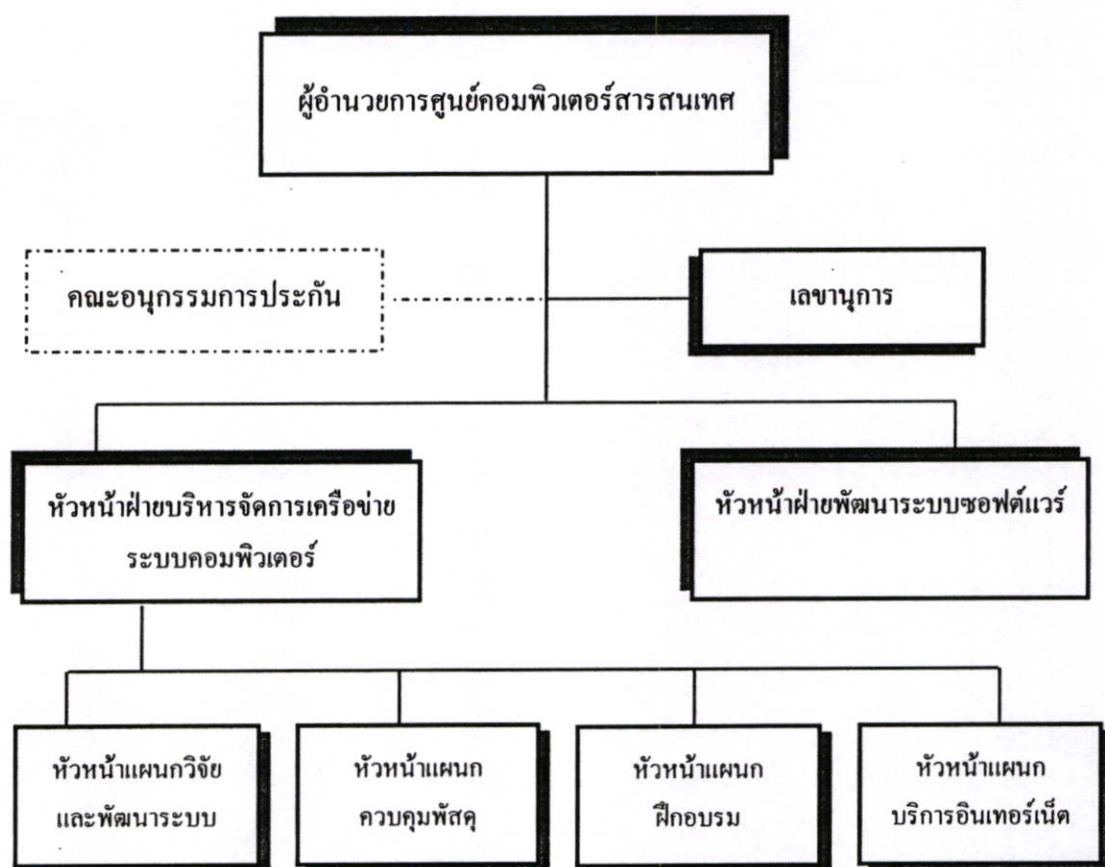 ผู้อำนวยการศูนย์คอมพิวเตอร์สารสนเทศ
คณะอนุกรรมการประกัน
เลขานุการ
หัวหน้าฝ่ายบริหารจัดการเครือข่าย
ระบบคอมพิวเตอร์
หัวหน้าฝ่ายพัฒนาระบบซอฟต์แวร์
หัวหน้าแผนกวิจัย
และพัฒนาระบบ
หัวหน้าแผนก
ควบคุมพัสดุ
หัวหน้าแผนก
ฝึกอบรม
หัวหน้าแผนก
บริการอินเทอร์เน็ต